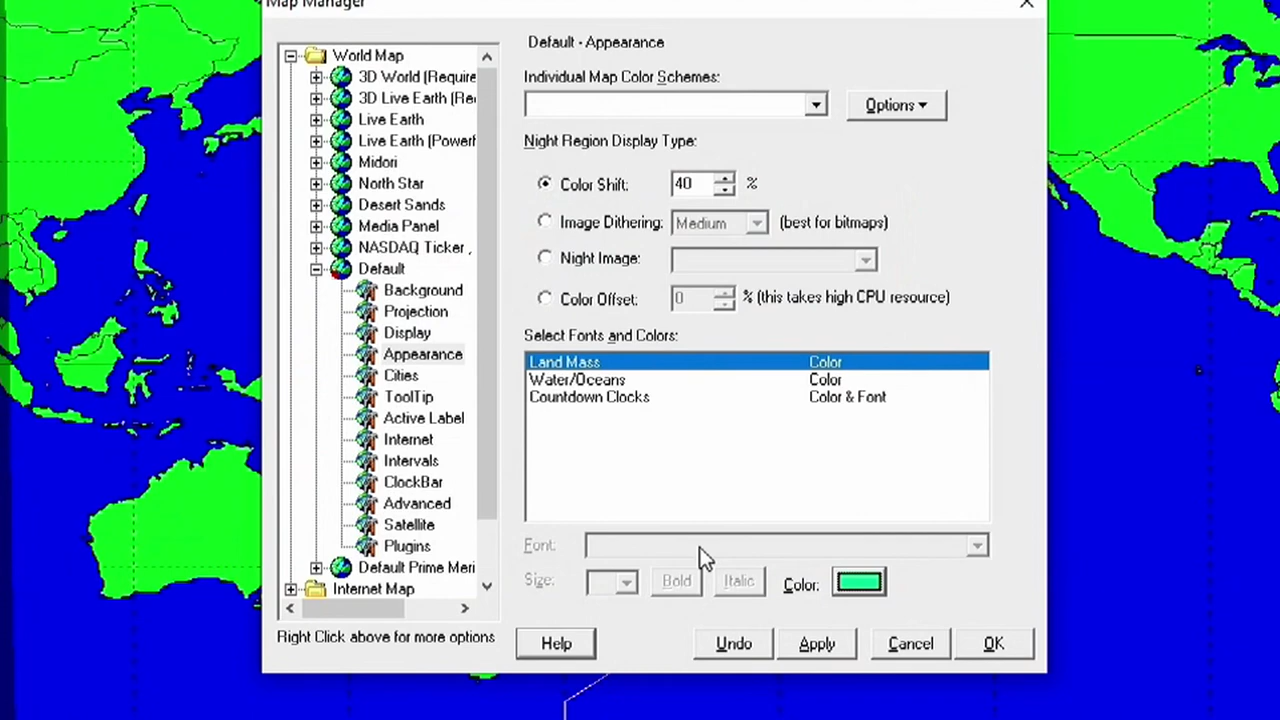 Map Manager
World Map
3D World (Require
3D Live Earth (Re
Live Earth
Live Earth (Powerf
Midori
North Star
Desert Sands
Media Panel
NASDAQ Ticker ,
Default
Background
Projection
Display
Appearance
Cities
ToolTip
Active Label
Internet
Intervals
ClockBar
Advanced
Satellite
Plugins
Default Prime Meri
Internet Map
Right Click above for more options
Default - Appearance
Individual Map Color Schemes:
Options
Night Region Display Type:
Color Shift: 40 %
Image Dithering: Medium (best for bitmaps)
Night Image:
Color Offset: 0 % (this takes high CPU resource)
Select Fonts and Colors:
Land Mass Color
Water/Oceans Color
Countdown Clocks Color & Font
Font:
Size: Bold Italic Color:
Help Undo Apply Cancel OK